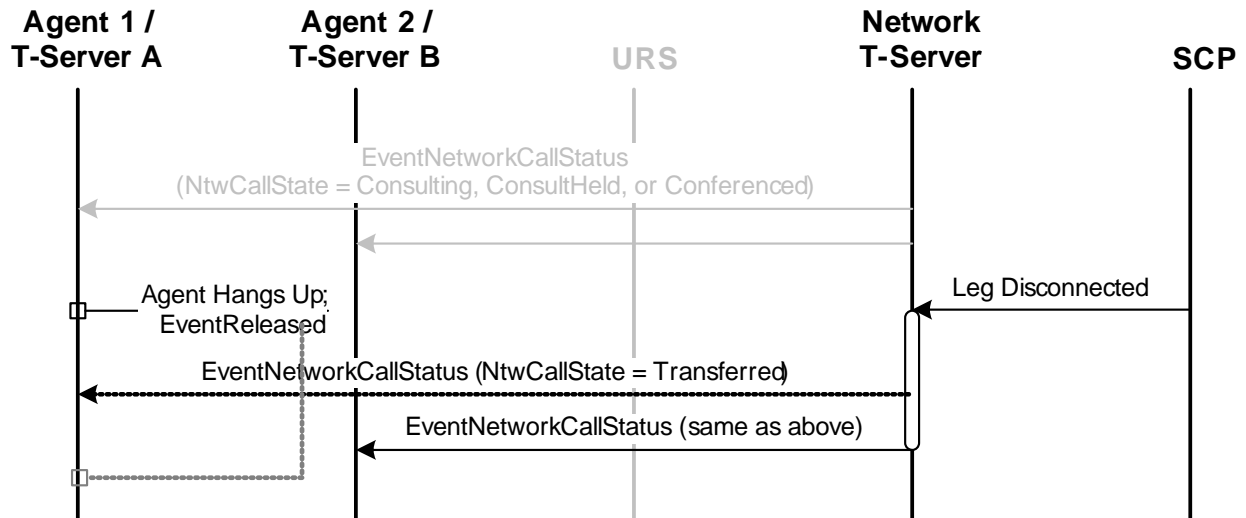 Agent 1 /
T-Server A
Agent 2 /
T-Server B
URS
Network
T-Server
SCP
EventNetworkCallStatus
(NtwCallState = Consulting, ConsultHeld, or Conferenced)
Agent Hangs Up;
EventReleased
Leg Disconnected
EventNetworkCallStatus (NtwCallState = Transferred)
EventNetworkCallStatus (same as above)